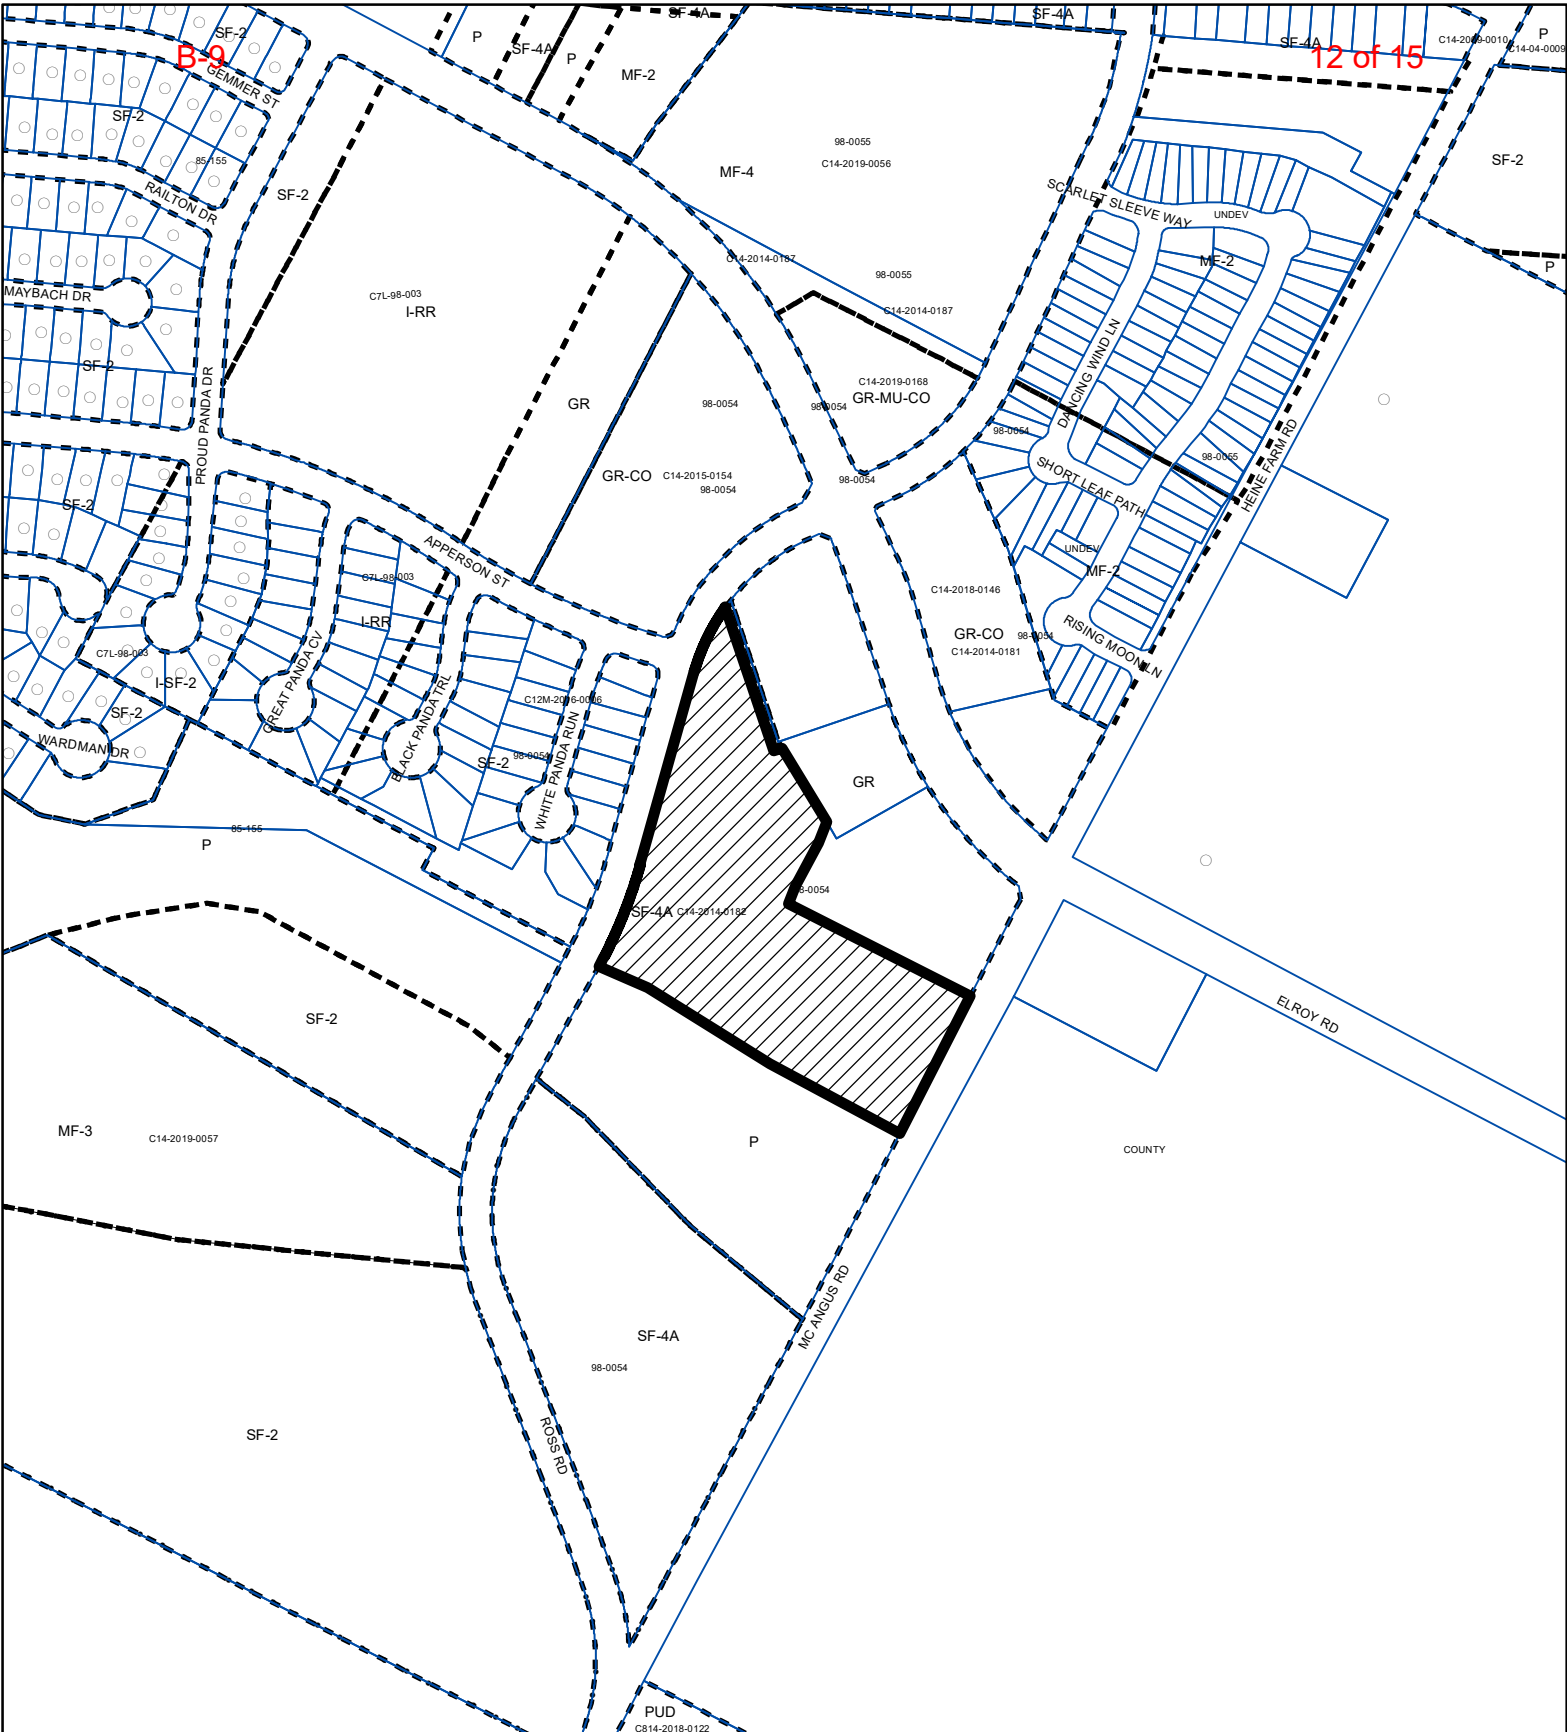 SF-4A
SF-4A
P
SF-4A
P
MF-2
SF-2
B-9
GEMMER ST
SF-2
85-155
SF-4A
12 of 15
C14-2009-0010
P
C14-04-0009
SF-2
P
98-0055
C14-2019-0056
MF-4
RAILTON DR
SF-2
SCARLET SLEEVE WAY
UNDEV
MF-2
C14-2014-0187
98-0055
C14-2014-0187
MAYBACH DR
C7L-98-003
I-RR
SF-2
PROUD PANDA DR
GR
98-0054
C14-2019-0168
GR-MU-CO
98-0054
DANCING WIND LN
98-0054
98-0055
HEINE FARM RD
GR-CO
C14-2015-0154
98-0054
98-0054
SHORT LEAF PATH
SF-2
APPERSON ST
C7L-98-003
I-RR
UNDEV
MF-2
C14-2018-0146
GR-CO
98-0054
C14-2014-0181
RISING MOON LN
C7L-98-003
I-SF-2
SF-2
WARDMAN DR
GREAT PANDA CV
BLACK PANDA TRL
C12M-2016-0006
SF-2
98-0054
WHITE PANDA RUN
GR
85-155
P
8-0054
SF-4A
C14-2014-0182
SF-2
ELROY RD
MF-3
C14-2019-0057
P
COUNTY
MC ANGUS RD
SF-4A
98-0054
ROSS RD
SF-2
PUD
C814-2018-0122